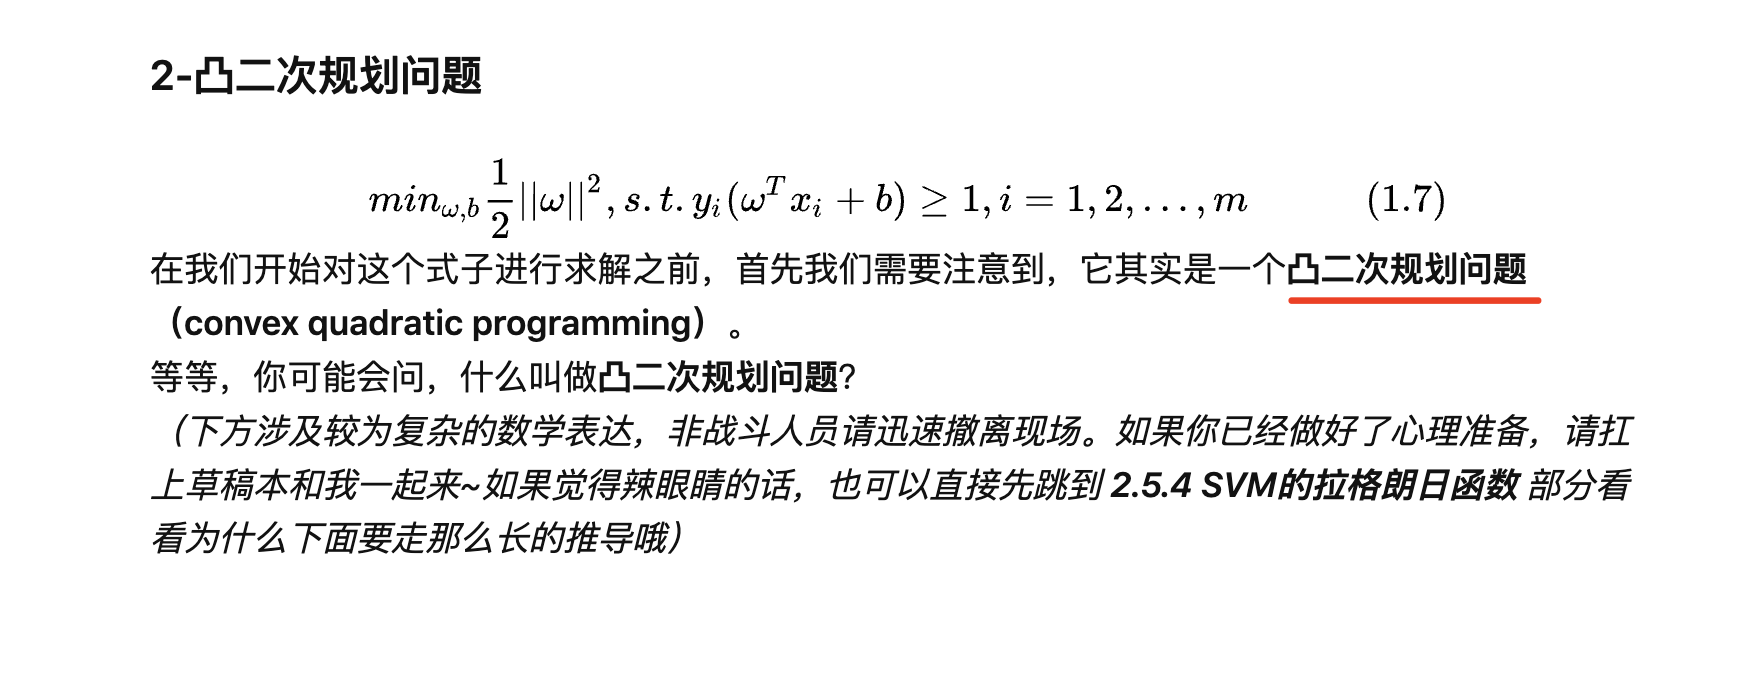 2-凸二次规划问题
min_{ω,b} \frac{1}{2}||ω||^2, s.t. y_i(ω^T x_i + b) ≥ 1, i = 1, 2, . . . , m (1.7)
在我们开始对这个式子进行求解之前，首先我们需要注意到，它其实是一个凸二次规划问题
（convex quadratic programming）。
等等，你可能会问，什么叫做凸二次规划问题？
（下方涉及较为复杂的数学表达，非战斗人员请迅速撤离现场。如果你已经做好了心理准备，请扛
上草稿本和我一起来~如果觉得辣眼睛的话，也可以直接先跳到 2.5.4 SVM的拉格朗日函数 部分看
看为什么下面要走那么长的推导哦）